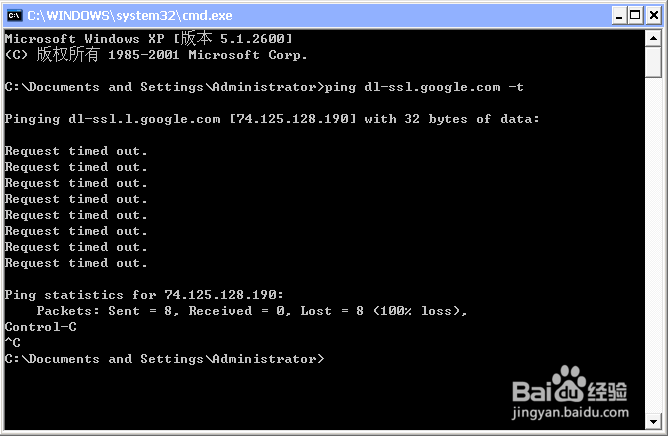 C:\WINDOWS\system32\cmd.exe
Microsoft Windows XP [版本 5.1.2600]
(C) 版权所有 1985-2001 Microsoft Corp.
C:\Documents and Settings\Administrator>ping dl-ssl.google.com -t
Pinging dl-ssl.l.google.com [74.125.128.190] with 32 bytes of data:
Request timed out.
Request timed out.
Request timed out.
Request timed out.
Request timed out.
Request timed out.
Request timed out.
Request timed out.
Ping statistics for 74.125.128.190:
    Packets: Sent = 8, Received = 0, Lost = 8 (100% loss),
Control-C
^C
C:\Documents and Settings\Administrator>
Baidu经验
jingyan.baidu.com